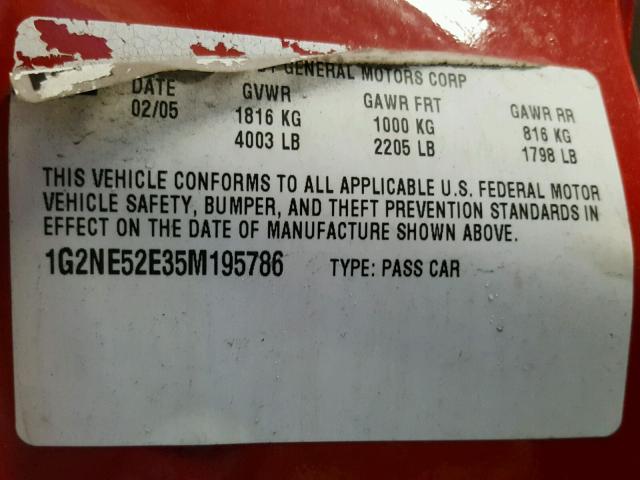 GENERAL MOTORS CORP
DATE GVWR GAWR FRT GAWR RR
02/05 1816 KG 1000 KG 816 KG
4003 LB 2205 LB 1798 LB
THIS VEHICLE CONFORMS TO ALL APPLICABLE U.S. FEDERAL MOTOR
VEHICLE SAFETY, BUMPER, AND THEFT PREVENTION STANDARDS IN
EFFECT ON THE DATE OF MANUFACTURE SHOWN ABOVE.
1G2NE52E35M195786 TYPE: PASS CAR